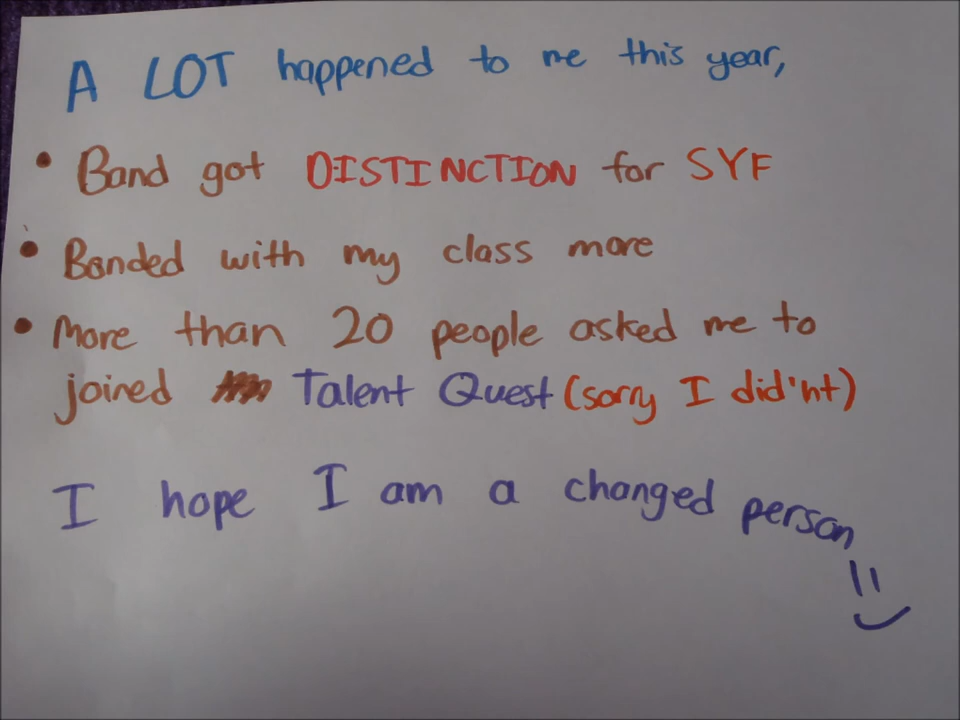 A LOT happened to me this year,
• Band got DISTINCTION for SYF
• Bonded with my class more
• More than 20 people asked me to
joined Talent Quest (sorry I did'nt)
I hope I am a changed person